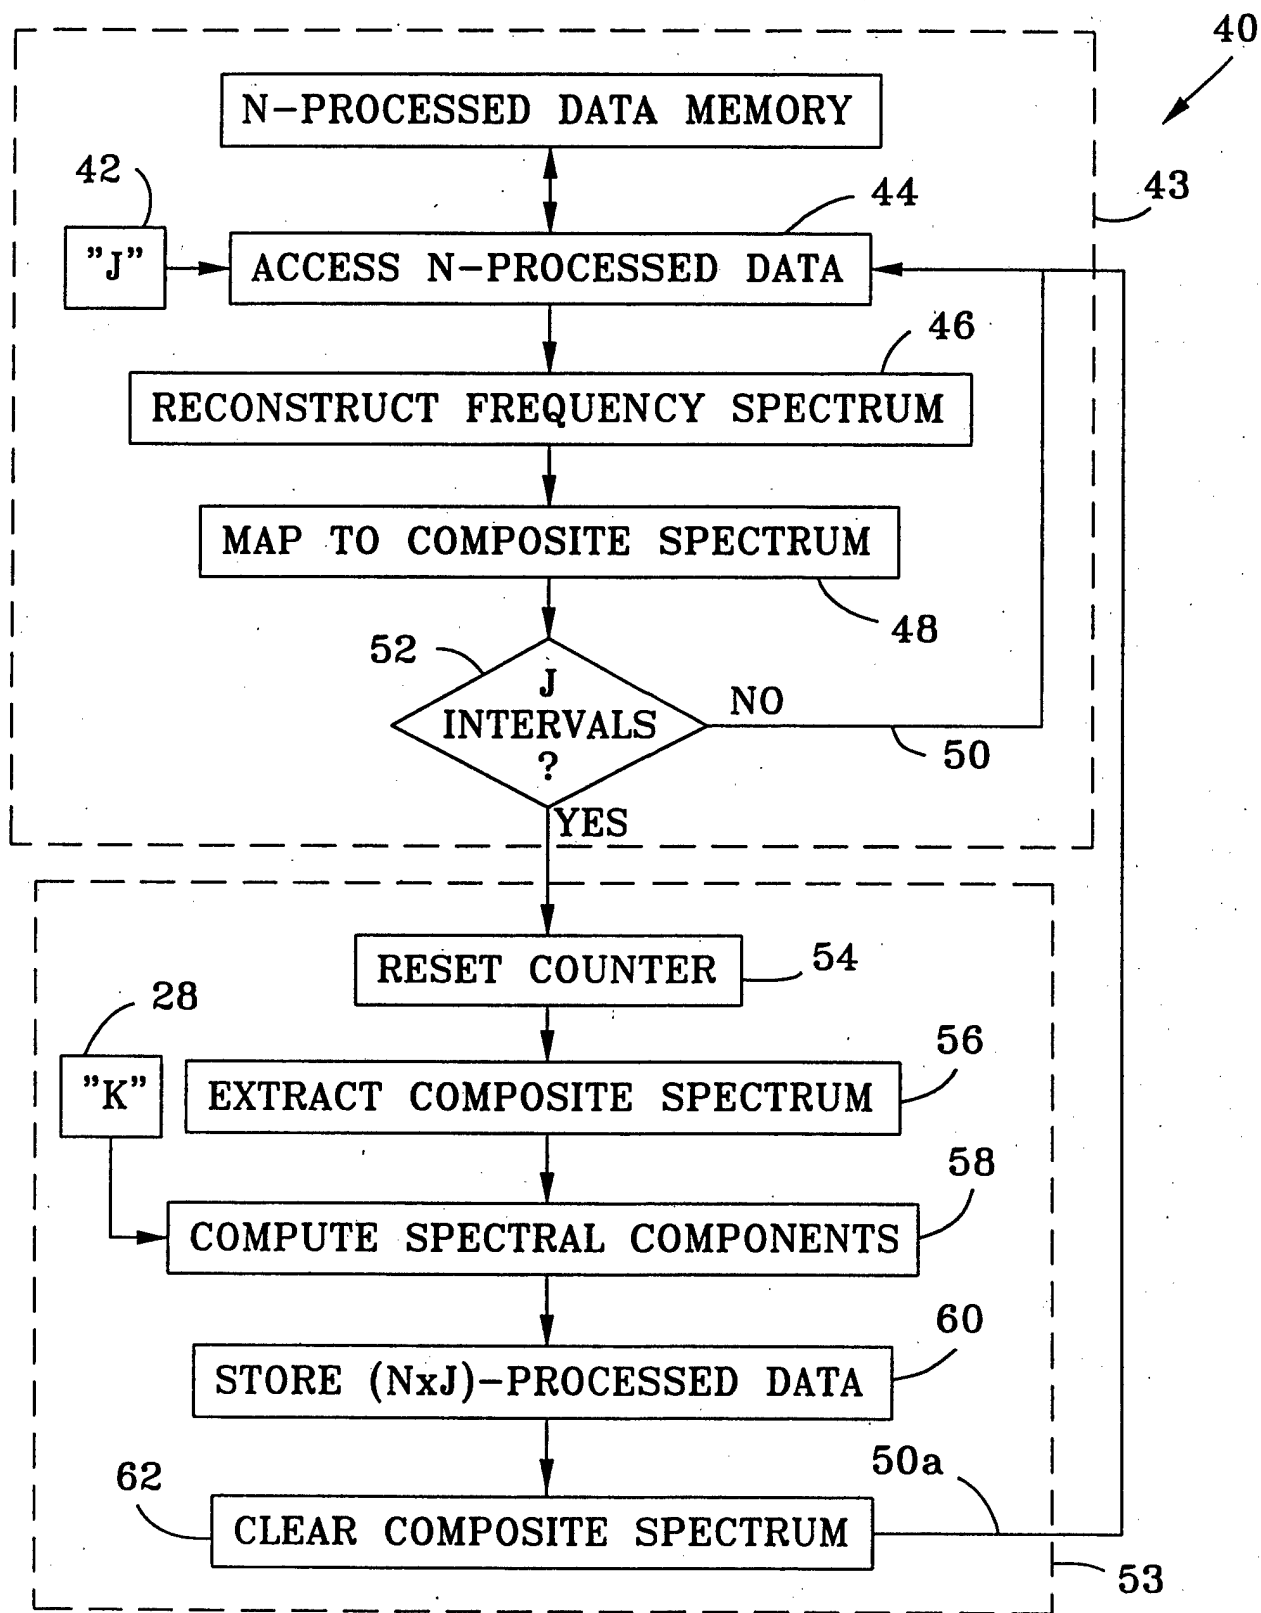 40
N-PROCESSED DATA MEMORY
42
44
43
"J"
ACCESS N-PROCESSED DATA
46
RECONSTRUCT FREQUENCY SPECTRUM
MAP TO COMPOSITE SPECTRUM
48
52
J
INTERVALS
?
NO
50
YES
RESET COUNTER
54
28
"K"
56
EXTRACT COMPOSITE SPECTRUM
58
COMPUTE SPECTRAL COMPONENTS
60
STORE (NxJ)-PROCESSED DATA
50a
62
CLEAR COMPOSITE SPECTRUM
53